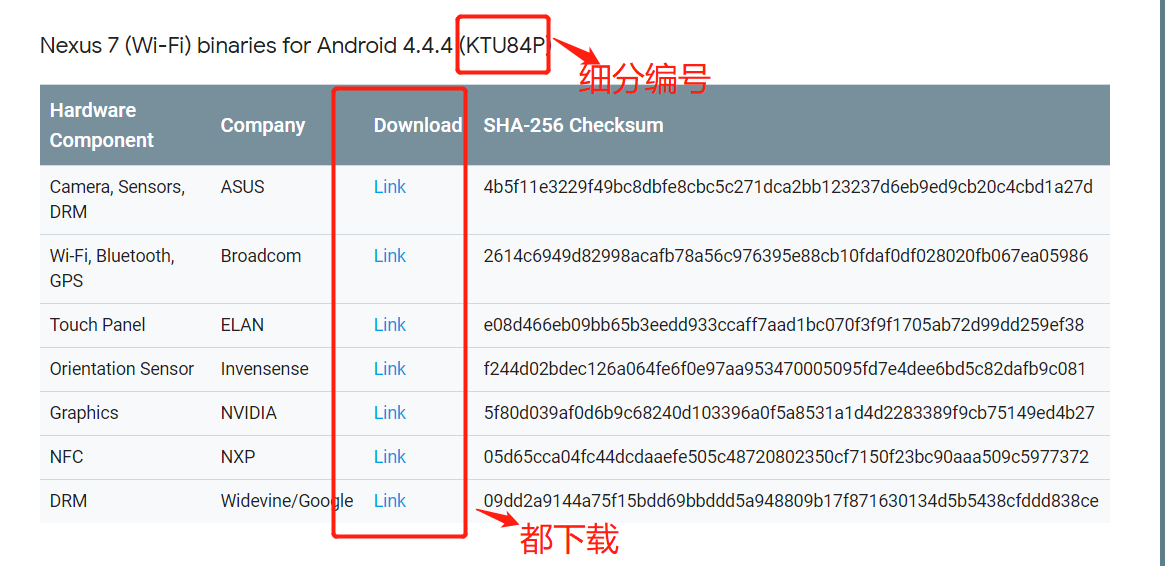 Nexus 7 (Wi-Fi) binaries for Android 4.4.4 (KTU84P)
细分编号
Hardware Component Company Download SHA-256 Checksum
Camera, Sensors, DRM ASUS Link 4b5f11e3229f49bc8dbfe8cbc5c271dca2bb123237d6eb9ed9cb20c4cbd1a27d
Wi-Fi, Bluetooth, GPS Broadcom Link 2614c6949d82998acafb78a56c976395e88cb10fdaf0df028020fb067ea05986
Touch Panel ELAN Link e08d466eb09bb65b3eedd933ccaff7aad1bc070f3f9f1705ab72d99dd259ef38
Orientation Sensor Invensense Link f244d02bdec126a064fe6f0e97aa953470005095fd7e4dee6bd5c82dafb9c081
Graphics NVIDIA Link 5f80d039af0d6b9c68240d103396a0f5a8531a1d4d2283389f9cb75149ed4b27
NFC NXP Link 05d65cca04fc44dcdaaefe505c48720802350cf7150f23bc90aaa509c5977372
DRM Widevine/Google Link 09dd2a9144a75f15bdd69bbddd5a948809b17f871630134d5b5438cfddd838ce
都下载